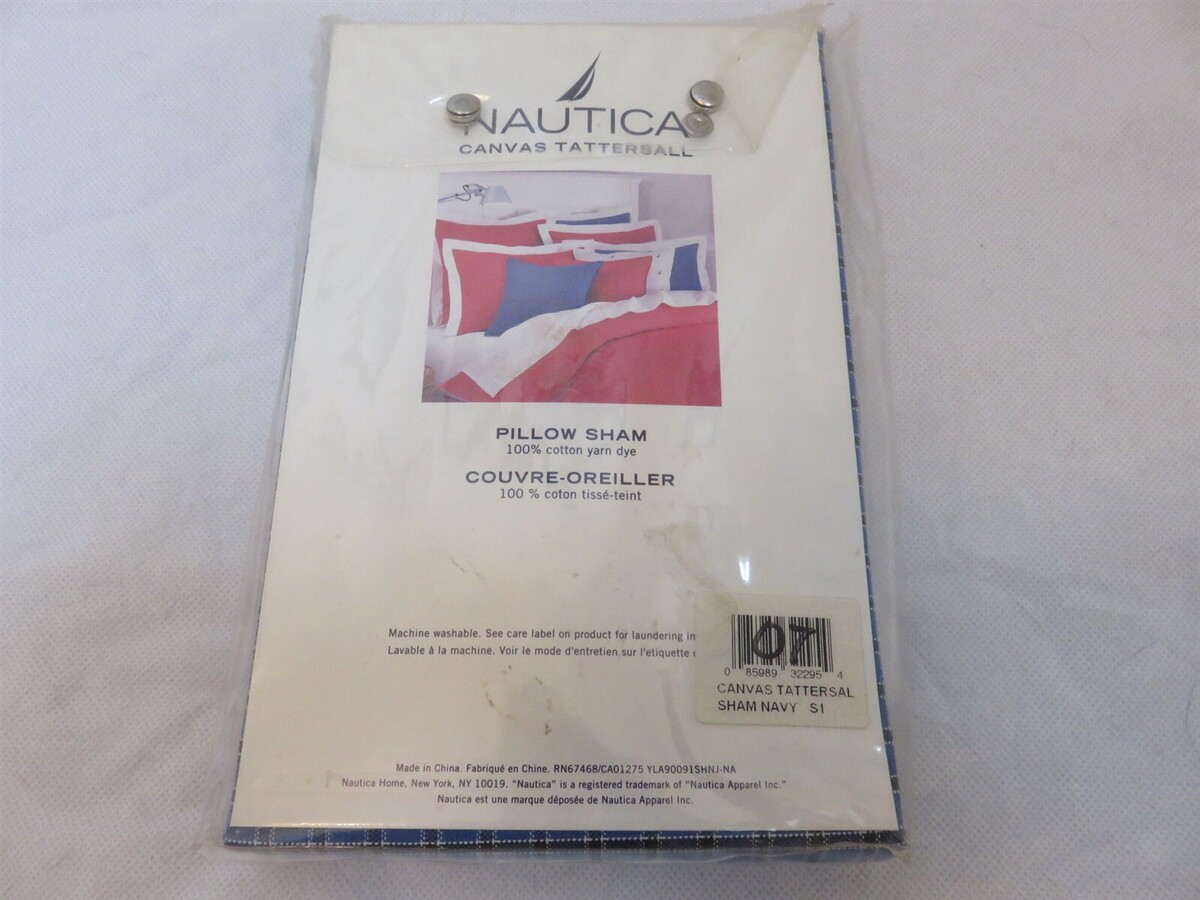 NAUTICA
CANVAS TATTERSALL
PILLOW SHAM
100% cotton yarn dye
COUVRE-OREILLER
100 % coton tissé-teint
Machine washable. See care label on product for laundering in
Lavable à la machine. Voir le mode d'entretien sur l'etiquette
07
0 85989 32295 4
CANVAS TATTERSAL
SHAM NAVY S1
Made in China. Fabriqué en Chine. RN67468/CA01275 YLA90091SHNJ-NA
Nautica Home, New York, NY 10019. "Nautica" is a registered trademark of "Nautica Apparel Inc."
Nautica est une marque déposée de Nautica Apparel Inc.